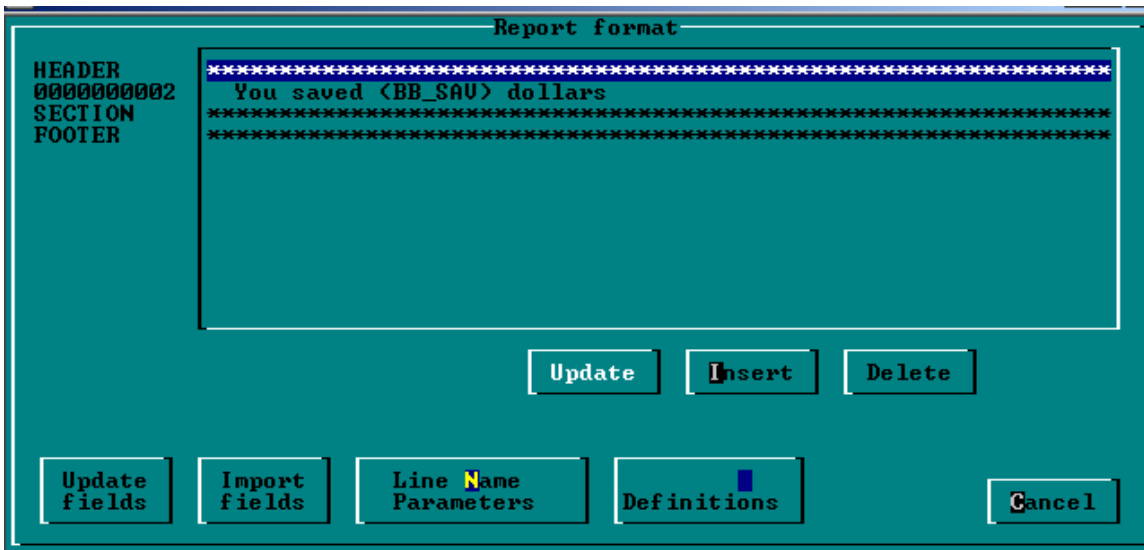 Report format
HEADER ****************************************************************
0000000002 You saved (BB_SAV) dollars
SECTION ****************************************************************
FOOTER ****************************************************************
Update Insert Delete
Update Import Line Name
fields fields Parameters Definitions Cancel